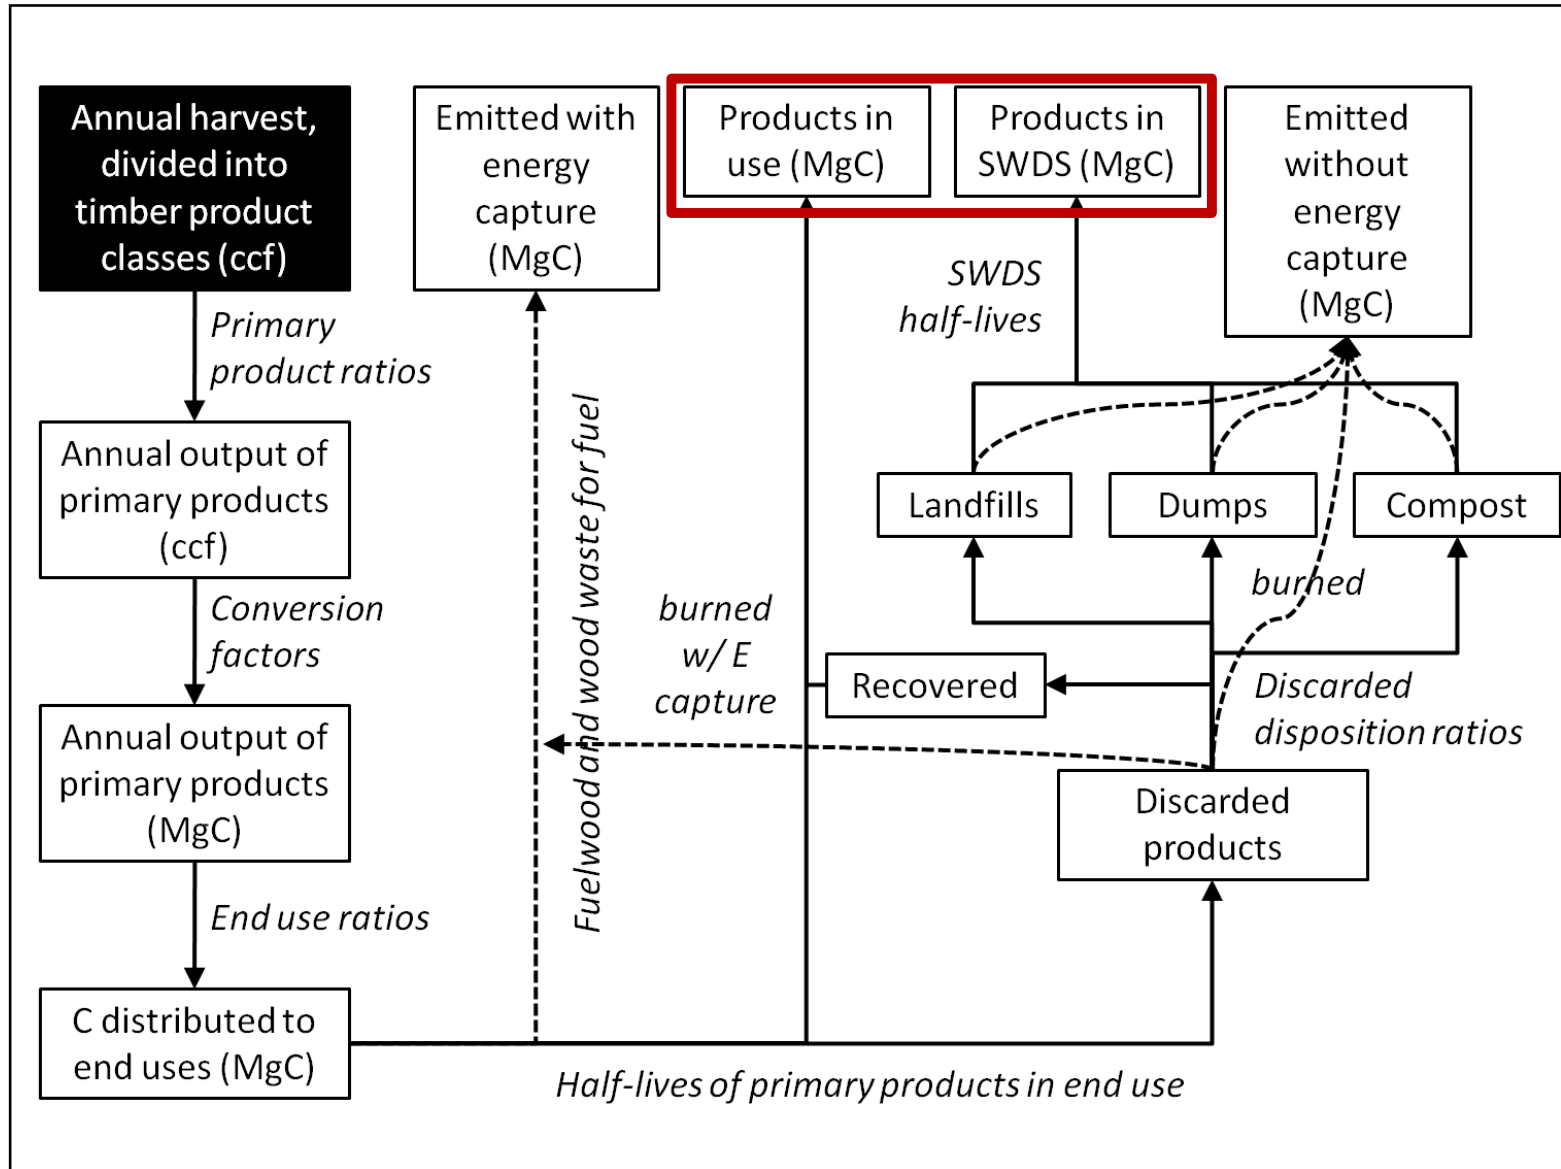 Annual harvest,
divided into
timber product
classes (ccf)
Emitted with
energy
capture
(MgC)
Products in
use (MgC)
Products in
SWDS (MgC)
Emitted
without
energy
capture
(MgC)
Primary
product ratios
SWDS
half-lives
Annual output of
primary products
(ccf)
Fuelwood and wood waste for fuel
Landfills
Dumps
Compost
Conversion
factors
burned
w/ E
capture
burned
Recovered
Discarded
disposition ratios
Annual output of
primary products
(MgC)
Discarded
products
End use ratios
C distributed to
end uses (MgC)
Half-lives of primary products in end use